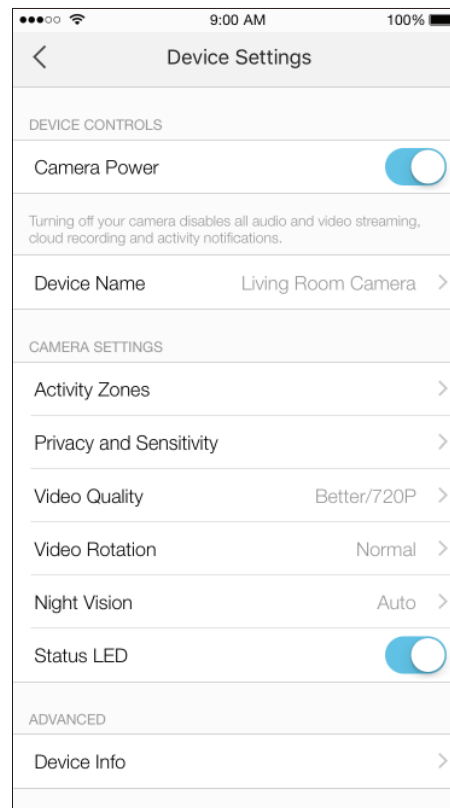 9:00 AM 100%
Device Settings
DEVICE CONTROLS
Camera Power
Turning off your camera disables all audio and video streaming,
cloud recording and activity notifications.
Device Name Living Room Camera
CAMERA SETTINGS
Activity Zones
Privacy and Sensitivity
Video Quality Better/720P
Video Rotation Normal
Night Vision Auto
Status LED
ADVANCED
Device Info